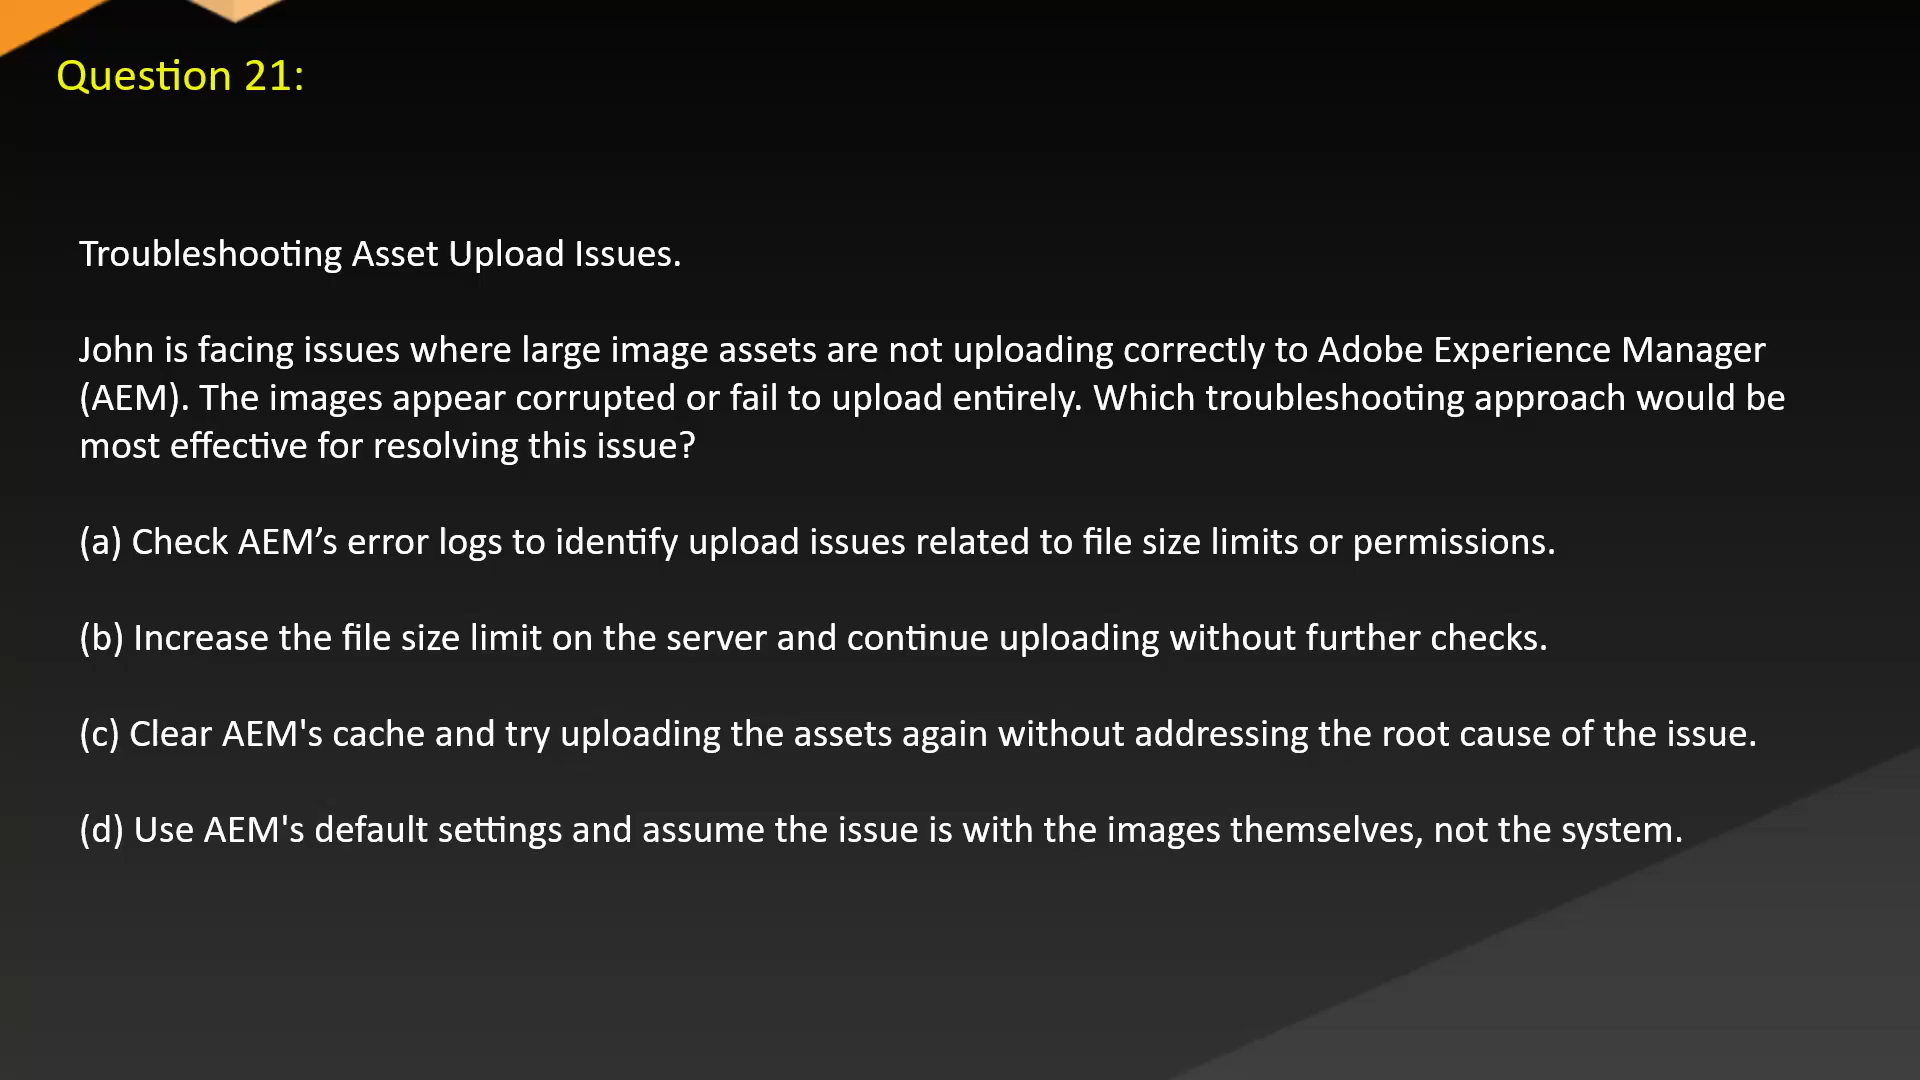 Question 21:
Troubleshooting Asset Upload Issues.
John is facing issues where large image assets are not uploading correctly to Adobe Experience Manager
(AEM). The images appear corrupted or fail to upload entirely. Which troubleshooting approach would be
most effective for resolving this issue?
(a) Check AEM’s error logs to identify upload issues related to file size limits or permissions.
(b) Increase the file size limit on the server and continue uploading without further checks.
(c) Clear AEM's cache and try uploading the assets again without addressing the root cause of the issue.
(d) Use AEM's default settings and assume the issue is with the images themselves, not the system.